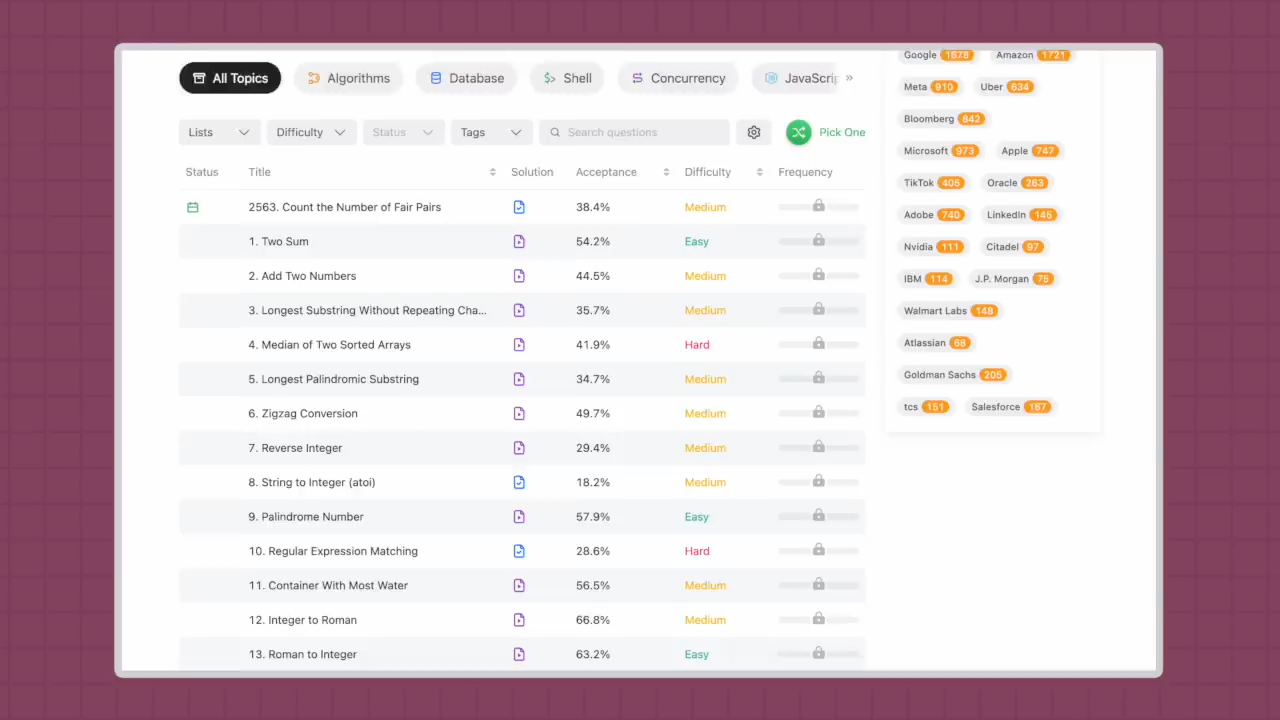 All Topics Algorithms Database Shell Concurrency JavaScrip »
Lists Difficulty Status Tags Search questions Pick One
Status Title Solution Acceptance Difficulty Frequency
2563. Count the Number of Fair Pairs 38.4% Medium
1. Two Sum 54.2% Easy
2. Add Two Numbers 44.5% Medium
3. Longest Substring Without Repeating Cha... 35.7% Medium
4. Median of Two Sorted Arrays 41.9% Hard
5. Longest Palindromic Substring 34.7% Medium
6. Zigzag Conversion 49.7% Medium
7. Reverse Integer 29.4% Medium
8. String to Integer (atoi) 18.2% Medium
9. Palindrome Number 57.9% Easy
10. Regular Expression Matching 28.6% Hard
11. Container With Most Water 56.5% Medium
12. Integer to Roman 66.8% Medium
13. Roman to Integer 63.2% Easy
Google 1678 Amazon 1721
Meta 910 Uber 634
Bloomberg 842
Microsoft 973 Apple 747
TikTok 405 Oracle 263
Adobe 740 LinkedIn 145
Nvidia 111 Citadel 97
IBM 114 J.P. Morgan 75
Walmart Labs 148
Atlassian 68
Goldman Sachs 205
tcs 151 Salesforce 167